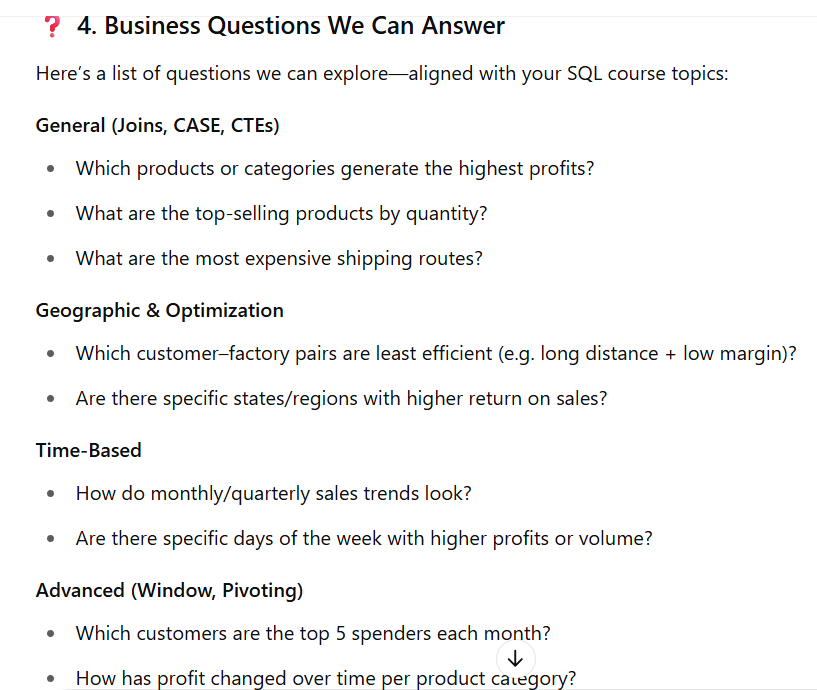 ❓ 4. Business Questions We Can Answer
Here's a list of questions we can explore—aligned with your SQL course topics:
General (Joins, CASE, CTEs)
• Which products or categories generate the highest profits?
• What are the top-selling products by quantity?
• What are the most expensive shipping routes?
Geographic & Optimization
• Which customer–factory pairs are least efficient (e.g. long distance + low margin)?
• Are there specific states/regions with higher return on sales?
Time-Based
• How do monthly/quarterly sales trends look?
• Are there specific days of the week with higher profits or volume?
Advanced (Window, Pivoting)
• Which customers are the top 5 spenders each month?
• How has profit changed over time per product category?